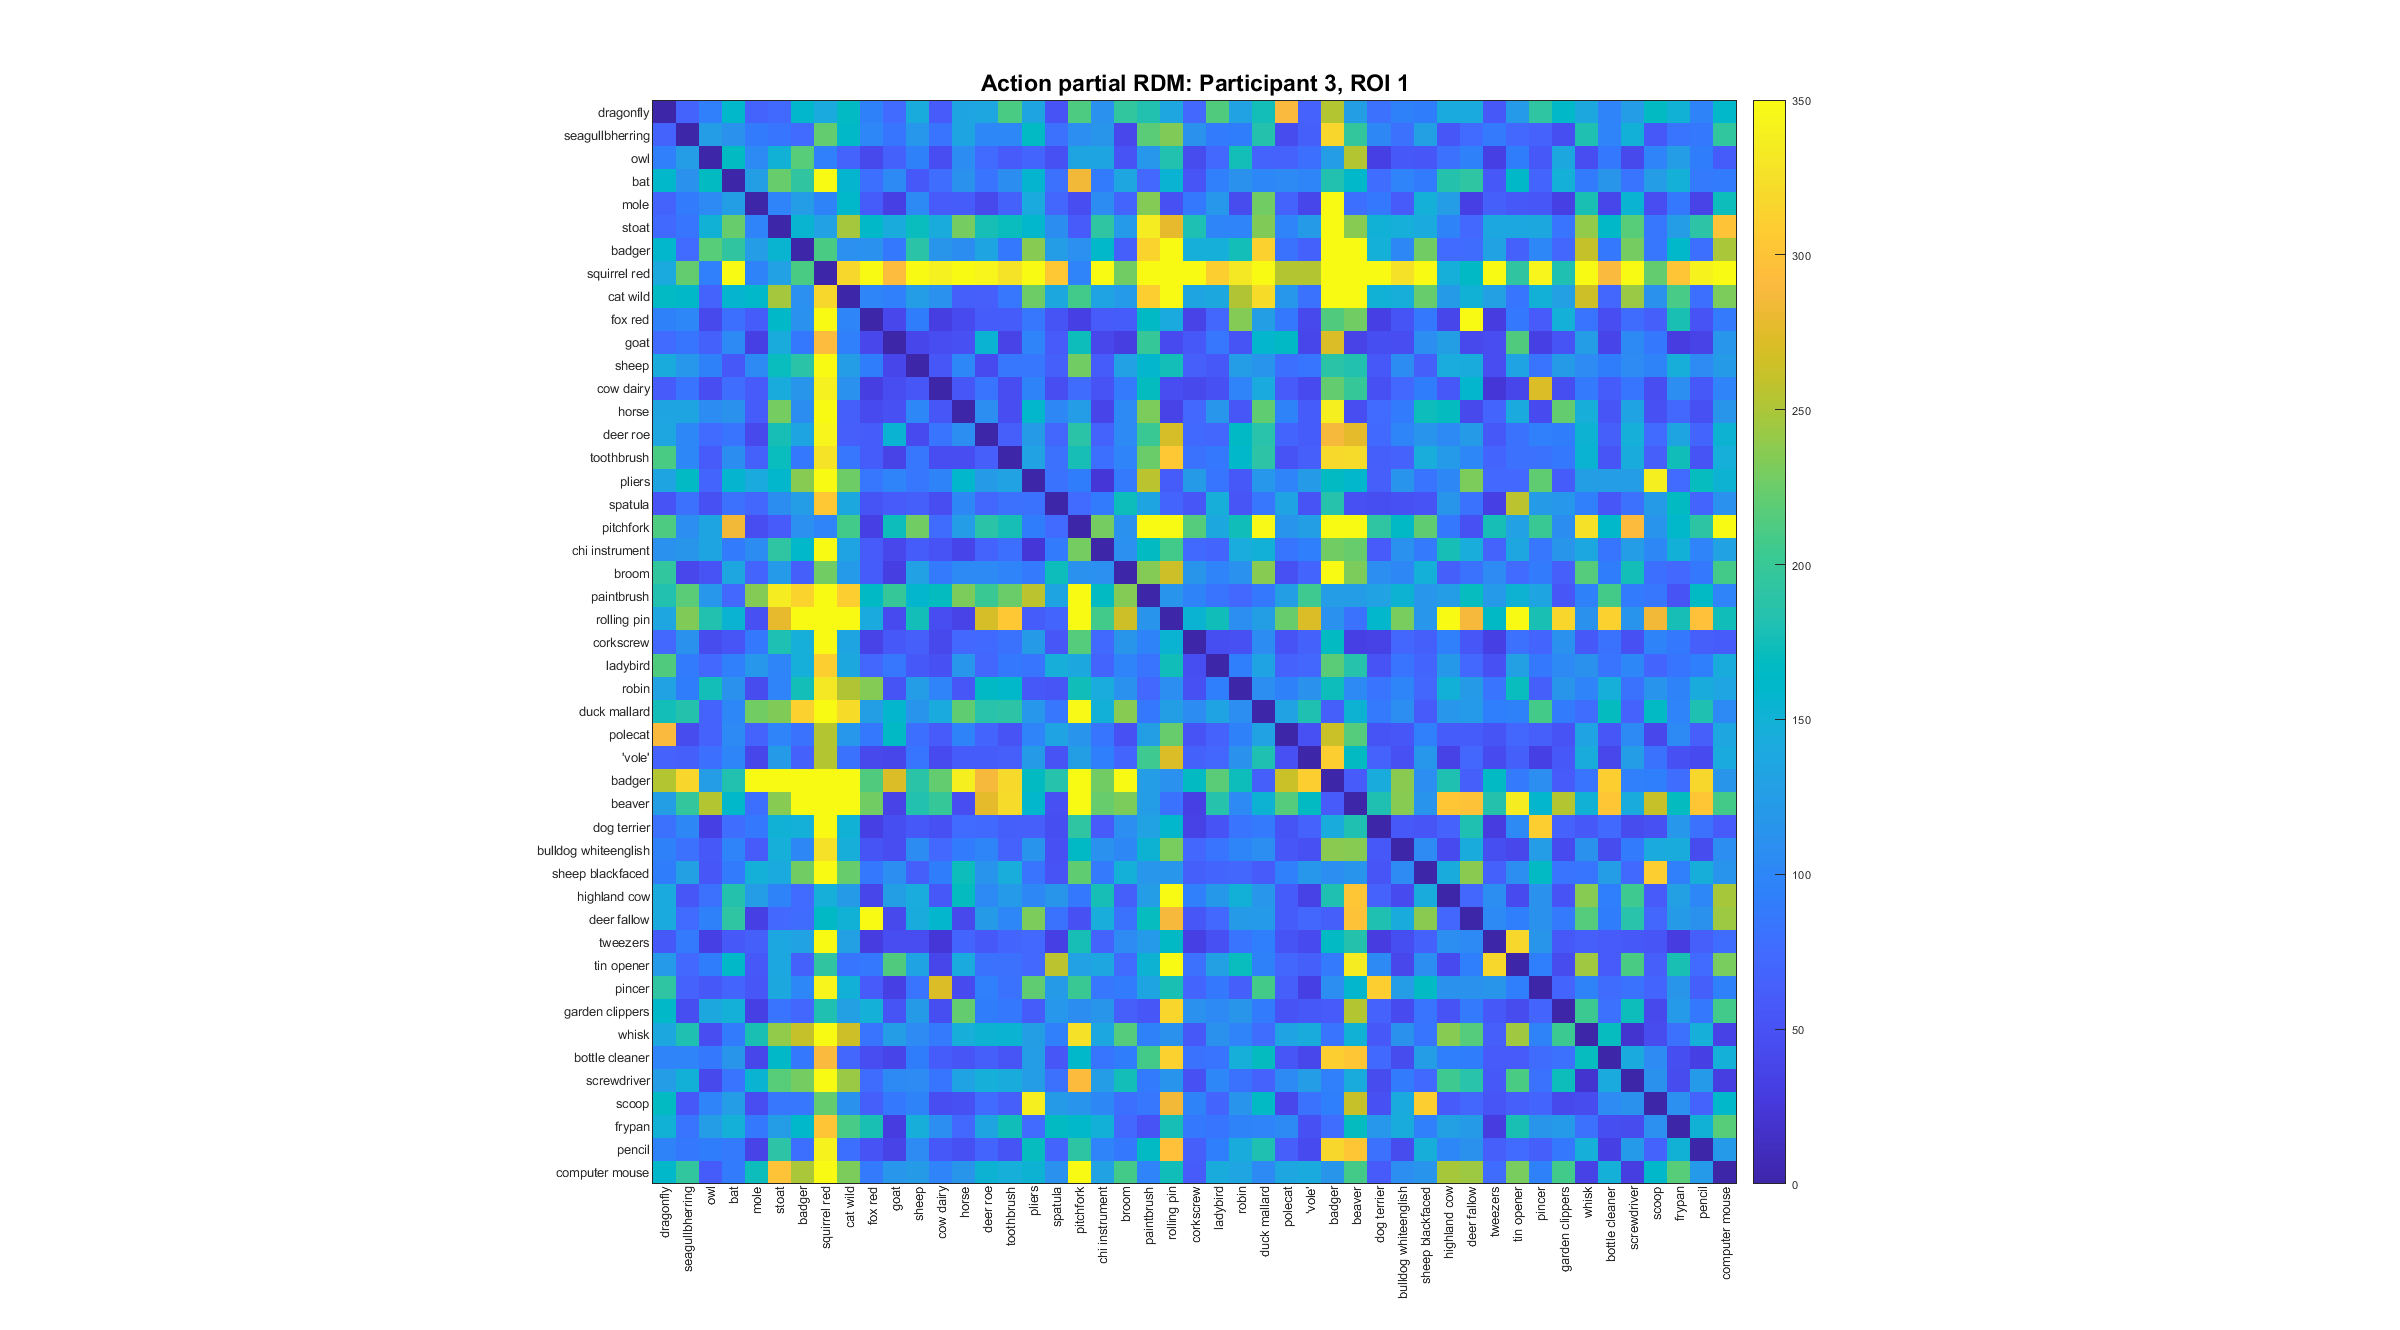 Action partial RDM: Participant 3, ROI 1
dragonfly
seagullbherring
owl
bat
mole
stoat
badger
squirrel red
cat wild
fox red
goat
sheep
cow dairy
horse
deer roe
toothbrush
pliers
spatula
pitchfork
chi instrument
broom
paintbrush
rolling pin
corkscrew
ladybird
robin
duck mallard
polecat
'vole'
badger
beaver
dog terrier
bulldog whiteenglish
sheep blackfaced
highland cow
deer fallow
tweezers
tin opener
pincer
garden clippers
whisk
bottle cleaner
screwdriver
scoop
frypan
pencil
computer mouse
dragonfly
seagullbherring
owl
bat
mole
stoat
badger
squirrel red
cat wild
fox red
goat
sheep
cow dairy
horse
deer roe
toothbrush
pliers
spatula
pitchfork
chi instrument
broom
paintbrush
rolling pin
corkscrew
ladybird
robin
duck mallard
polecat
'vole'
badger
beaver
dog terrier
bulldog whiteenglish
sheep blackfaced
highland cow
deer fallow
tweezers
tin opener
pincer
garden clippers
whisk
bottle cleaner
screwdriver
scoop
frypan
pencil
computer mouse
350
300
250
200
150
100
50
0